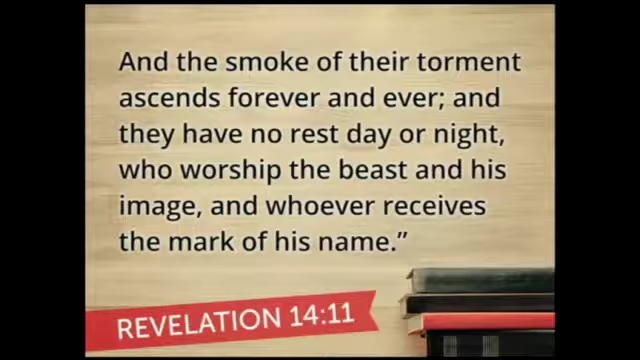 And the smoke of their torment
ascends forever and ever; and
they have no rest day or night,
who worship the beast and his
image, and whoever receives
the mark of his name.”
REVELATION 14:11